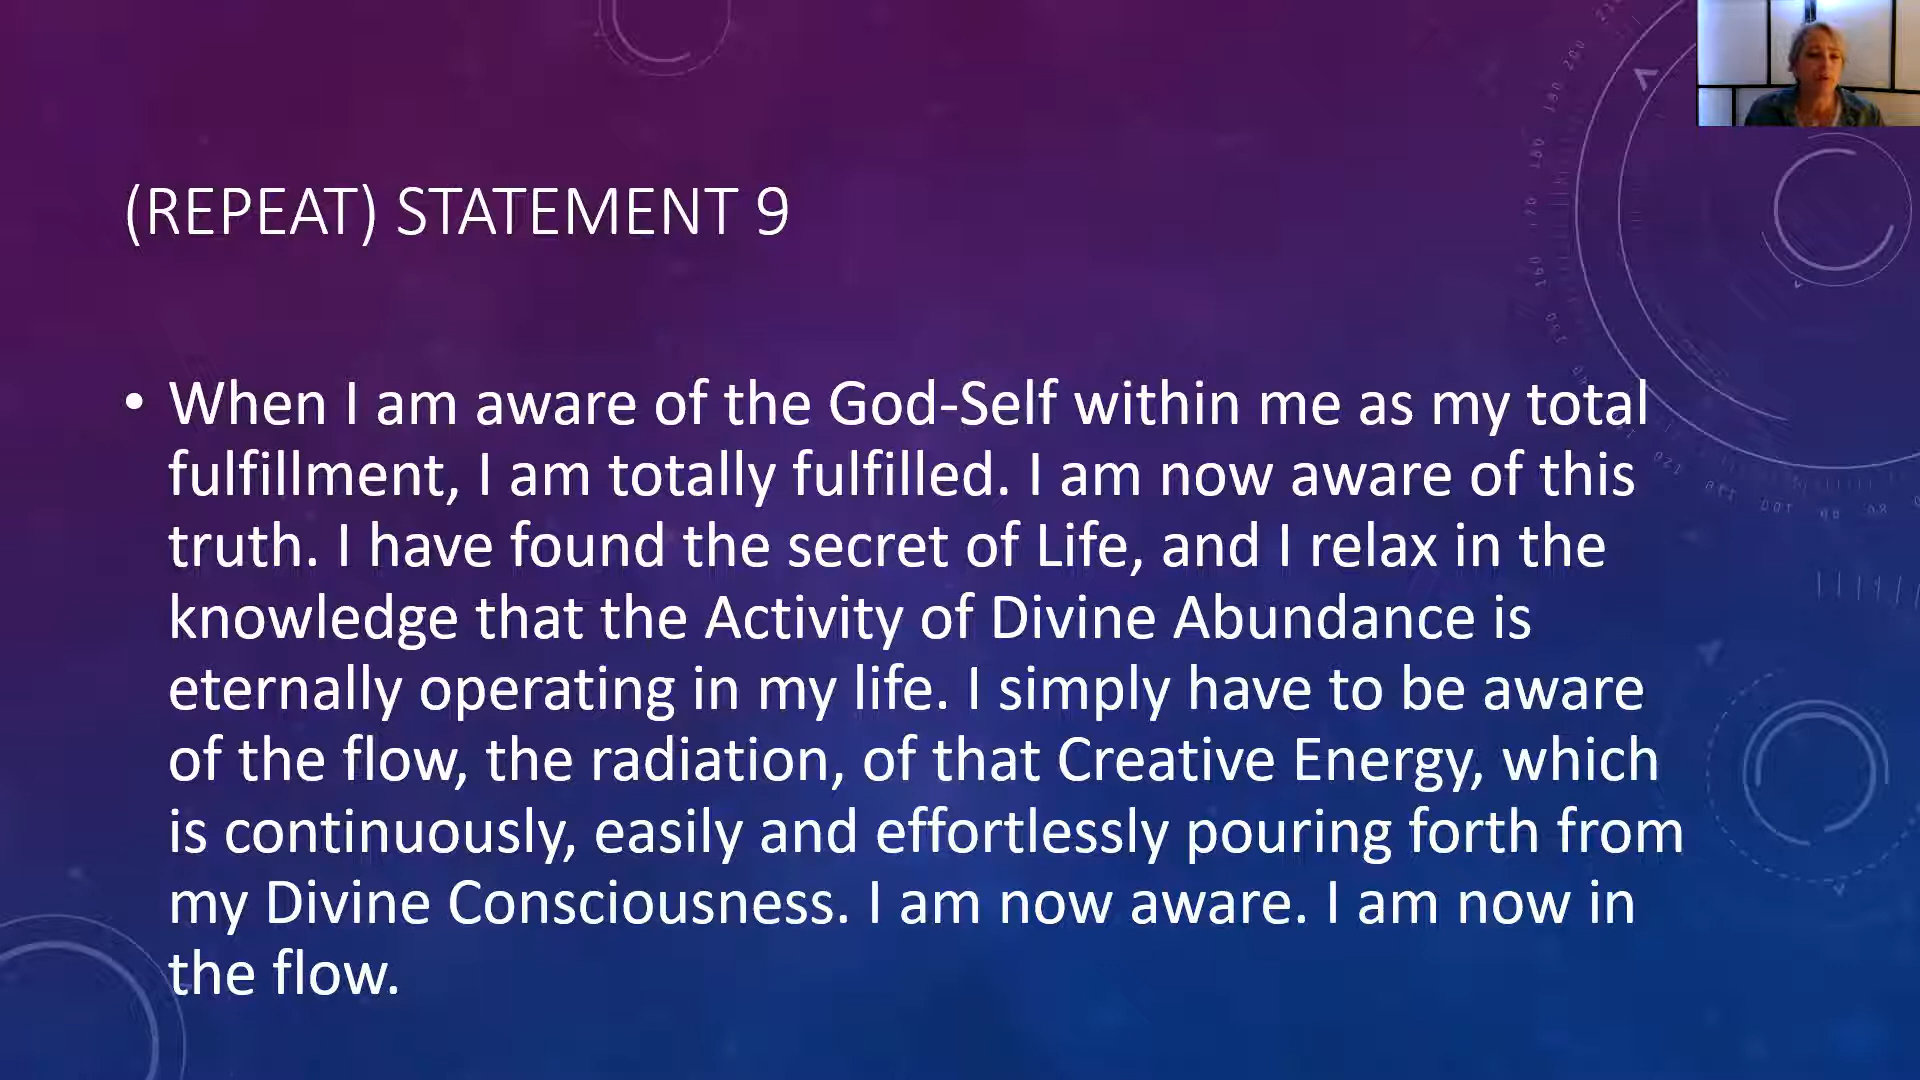 (REPEAT) STATEMENT 9
• When I am aware of the God-Self within me as my total
fulfillment, I am totally fulfilled. I am now aware of this
truth. I have found the secret of Life, and I relax in the
knowledge that the Activity of Divine Abundance is
eternally operating in my life. I simply have to be aware
of the flow, the radiation, of that Creative Energy, which
is continuously, easily and effortlessly pouring forth from
my Divine Consciousness. I am now aware. I am now in
the flow.